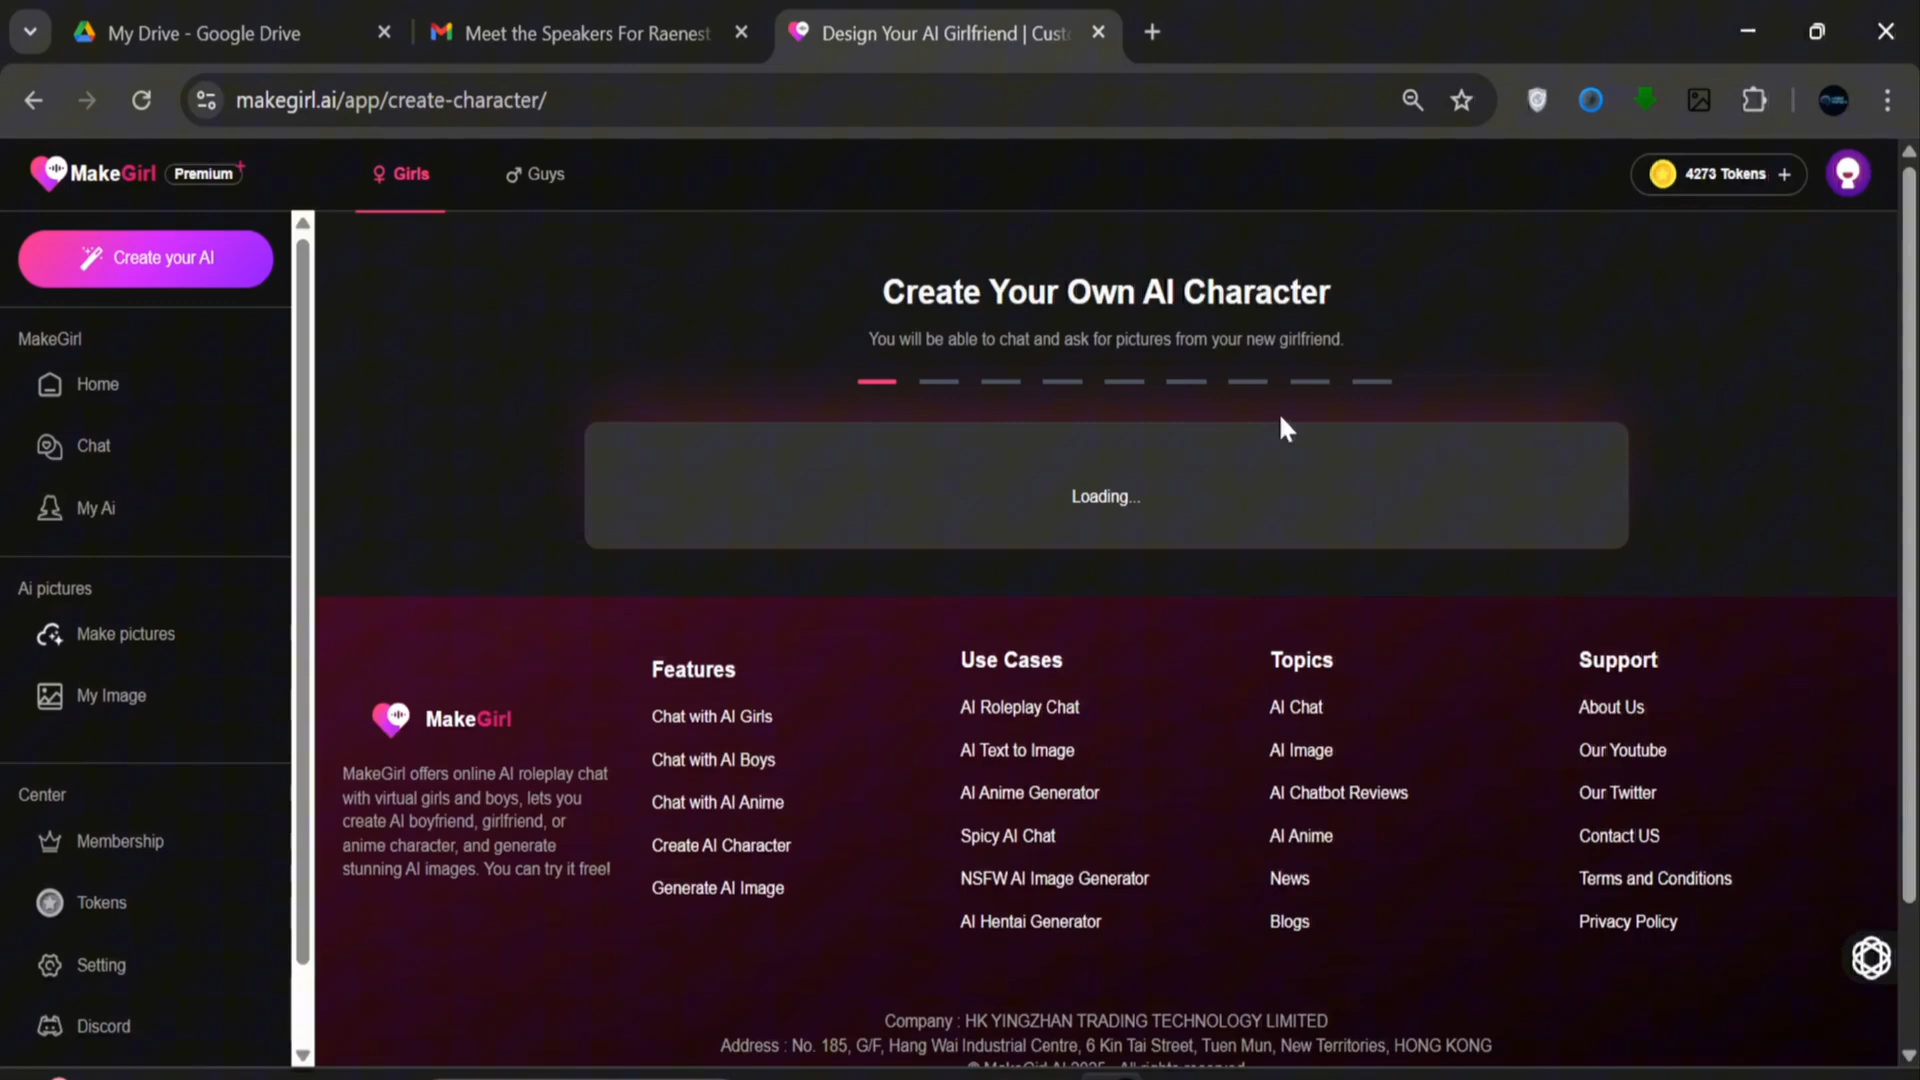 My Drive - Google Drive
Meet the Speakers For Raenest
Design Your AI Girlfriend | Cust
makegirl.ai/app/create-character/
MakeGirl Premium
Girls
Guys
4273 Tokens +
Create your AI
MakeGirl
Home
Chat
My Ai
Ai pictures
Make pictures
My Image
Center
Membership
Tokens
Setting
Discord
Create Your Own AI Character
You will be able to chat and ask for pictures from your new girlfriend.
Loading...
MakeGirl
MakeGirl offers online AI roleplay chat
with virtual girls and boys, lets you
create AI boyfriend, girlfriend, or
anime character, and generate
stunning AI images. You can try it free!
Features
Chat with AI Girls
Chat with AI Boys
Chat with AI Anime
Create AI Character
Generate AI Image
Use Cases
AI Roleplay Chat
AI Text to Image
AI Anime Generator
Spicy AI Chat
NSFW AI Image Generator
AI Hentai Generator
Topics
AI Chat
AI Image
AI Chatbot Reviews
AI Anime
News
Blogs
Support
About Us
Our Youtube
Our Twitter
Contact US
Terms and Conditions
Privacy Policy
Company : HK YINGZHAN TRADING TECHNOLOGY LIMITED
Address : No. 185, G/F, Hang Wai Industrial Centre, 6 Kin Tai Street, Tuen Mun, New Territories, HONG KONG